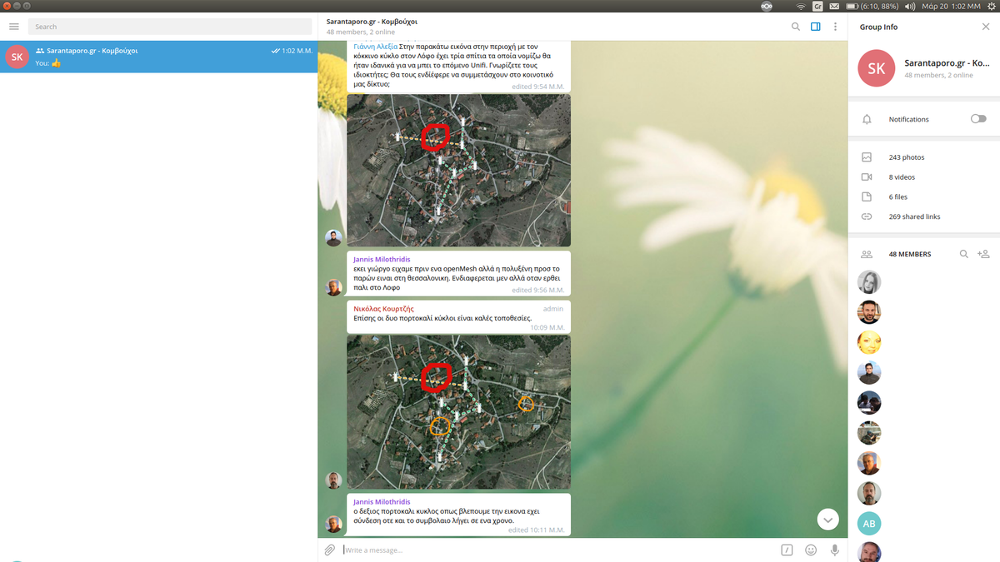 Gr
(6:10, 88%)
Μάρ 20 1:02 ΜΜ
Search
SK
Sarantaporo.gr - Κομβούχοι
1:02 Μ.Μ.
You: 👍
Sarantaporo.gr - Κομβούχοι
48 members, 2 online
Γιάννη Αλεξία Στην παρακάτω εικόνα στην περιοχή με τον
κόκκινο κύκλο στον Λόφο έχει τρία σπίτια τα οποία νομίζω θα
ήταν ιδανικά για να μπει το επόμενο Unifi. Γνωρίζετε τους
ιδιοκτήτες; Θα τους ενδιέφερε να συμμετάσχουν στο κοινοτικό
μας δίκτυο;
edited 9:54 Μ.Μ.
Jannis Milothridis
εκει γιώργο ειχαμε πριν ενα openMesh αλλά η πολυξένη προσ το
παρών ειναι στη θεσσαλονικη. Ενδιαφερεται μεν αλλά οταν ερθει
παλι στο Λοφο
edited 9:56 Μ.Μ.
Νικόλας Κουρτζής
admin
Επίσης οι δυο πορτοκαλί κύκλοι είναι καλές τοποθεσίες.
10:09 Μ.Μ.
Jannis Milothridis
ο δεξιος πορτοκαλι κυκλος οπως βλεπουμε την εικονα εχει
σύνδεση οτε και το συμβολαιο λήγει σε ενα χρονο.
edited 10:11 Μ.Μ.
Write a message...
Group Info
SK
Sarantaporo.gr - Κο...
48 members, 2 online
Notifications
243 photos
8 videos
6 files
269 shared links
48 MEMBERS
AB